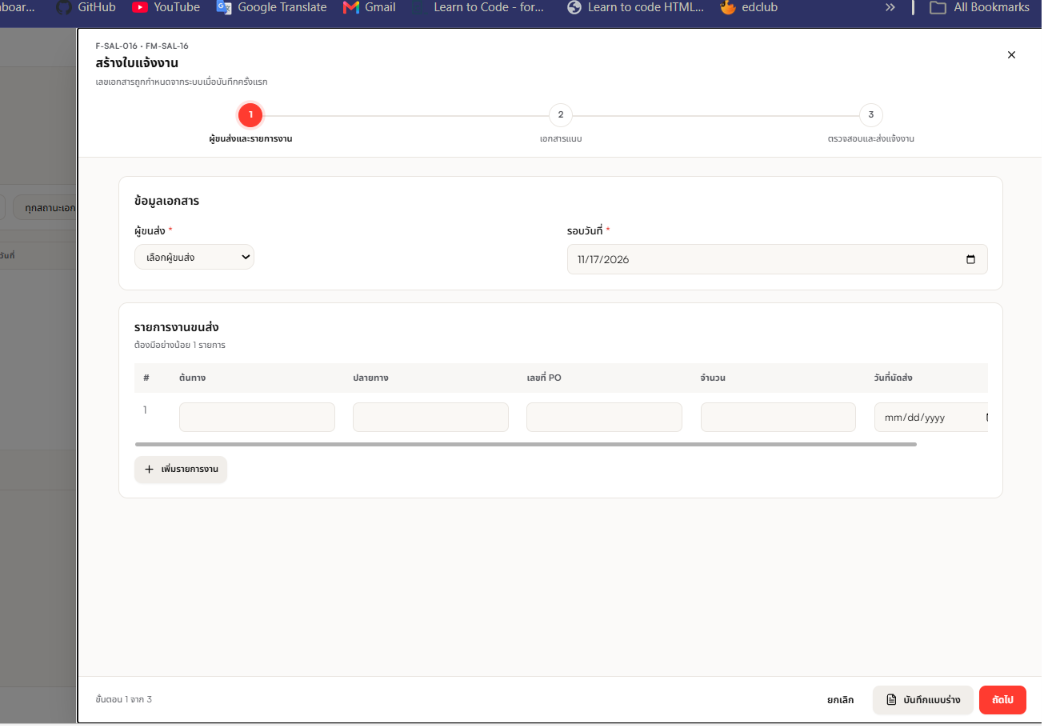 GitHub
YouTube
Google Translate
Gmail
Learn to Code - for...
Learn to code HTML...
edclub
»
All Bookmarks
F-SAL-016 · FM-SAL-16
สร้างใบแจ้งงาน
เลขเอกสารถูกกำหนดจากระบบเมื่อบันทึกครั้งแรก
1
2
3
ผู้ขนส่งและรายการงาน
เอกสารแนบ
ตรวจสอบและส่งแจ้งงาน
ข้อมูลเอกสาร
ผู้ขนส่ง *
รอบวันที่ *
เลือกผู้ขนส่ง
11/17/2026
รายการงานขนส่ง
ต้องมีอย่างน้อย 1 รายการ
# ต้นทาง ปลายทาง เลขที่ PO จำนวน วันที่นัดส่ง
1
mm/dd/yyyy
+ เพิ่มรายการงาน
ขั้นตอน 1 จาก 3
ยกเลิก
บันทึกแบบร่าง
ถัดไป